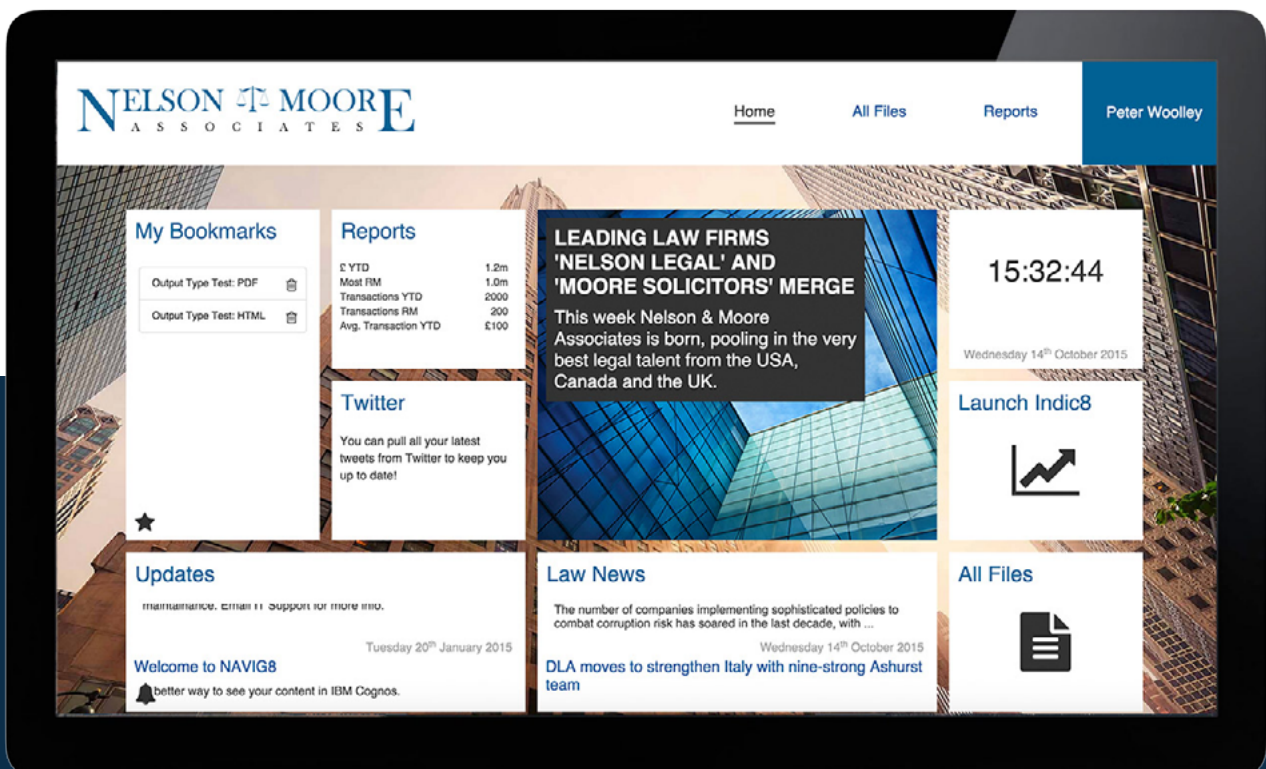 NELSON MOORE
ASSOCIATES
Home
All Files
Reports
Peter Woolley
My Bookmarks
Output Type Test: PDF
Output Type Test: HTML
Reports
£ YTD 1.2m
Most RM 1.0m
Transactions YTD 2000
Transactions RM 200
Avg. Transaction YTD £100
Twitter
You can pull all your latest
tweets from Twitter to keep you
up to date!
LEADING LAW FIRMS
'NELSON LEGAL' AND
'MOORE SOLICITORS' MERGE
This week Nelson & Moore
Associates is born, pooling in the very
best legal talent from the USA,
Canada and the UK.
15:32:44
Wednesday 14th October 2015
Launch Indic8
Updates
maintainance. Email IT Support for more info.
Tuesday 20th January 2015
Welcome to NAVIG8
better way to see your content in IBM Cognos.
Law News
The number of companies implementing sophisticated policies to
combat corruption risk has soared in the last decade, with ...
Wednesday 14th October 2015
DLA moves to strengthen Italy with nine-strong Ashurst
team
All Files